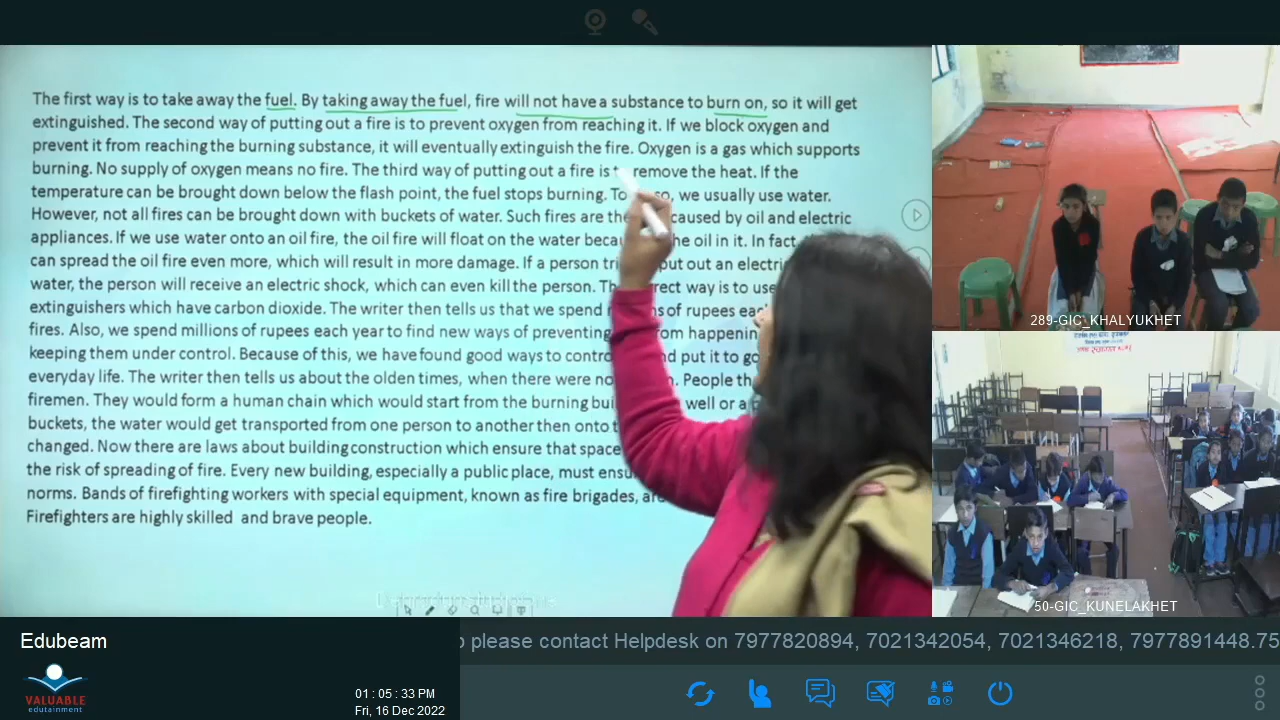 The first way is to take away the fuel. By taking away the fuel, fire will not have a substance to burn on, so it will get
extinguished. The second way of putting out a fire is to prevent oxygen from reaching it. If we block oxygen and
prevent it from reaching the burning substance, it will eventually extinguish the fire. Oxygen is a gas which supports
burning. No supply of oxygen means no fire. The third way of putting out a fire is remove the heat. If the
temperature can be brought down below the flash point, the fuel stops burning. To we usually use water.
However, not all fires can be brought down with buckets of water. Such fires are caused by oil and electric
appliances. If we use water onto an oil fire, the oil fire will float on the water the oil in it. In fact,
can spread the oil fire even more, which will result in more damage. If a person put out an
water, the person will receive an electric shock, which can even kill the person. way is to use
extinguishers which have carbon dioxide. The writer then tells us that we spend of rupees
fires. Also, we spend millions of rupees each year to find new ways of preventing from
keeping them under control. Because of this, we have found good ways to put it to
everyday life. The writer then tells us about the olden times, when there were no People
firemen. They would form a human chain which would start from the burning well or a
buckets, the water would get transported from one person to another then onto
changed. Now there are laws about building construction which ensure that space
the risk of spreading of fire. Every new building, especially a public place, must
norms. Bands of firefighting workers with special equipment, known as fire brigades,
Firefighters are highly skilled and brave people.
289-GIC_KHALYUKHET
50-GIC_KUNELAKHET
Edubeam
please contact Helpdesk on 7977820894, 7021342054, 7021346218, 7977891448.75
VALUABLE
edutainment
01 : 05 : 33 PM
Fri, 16 Dec 2022